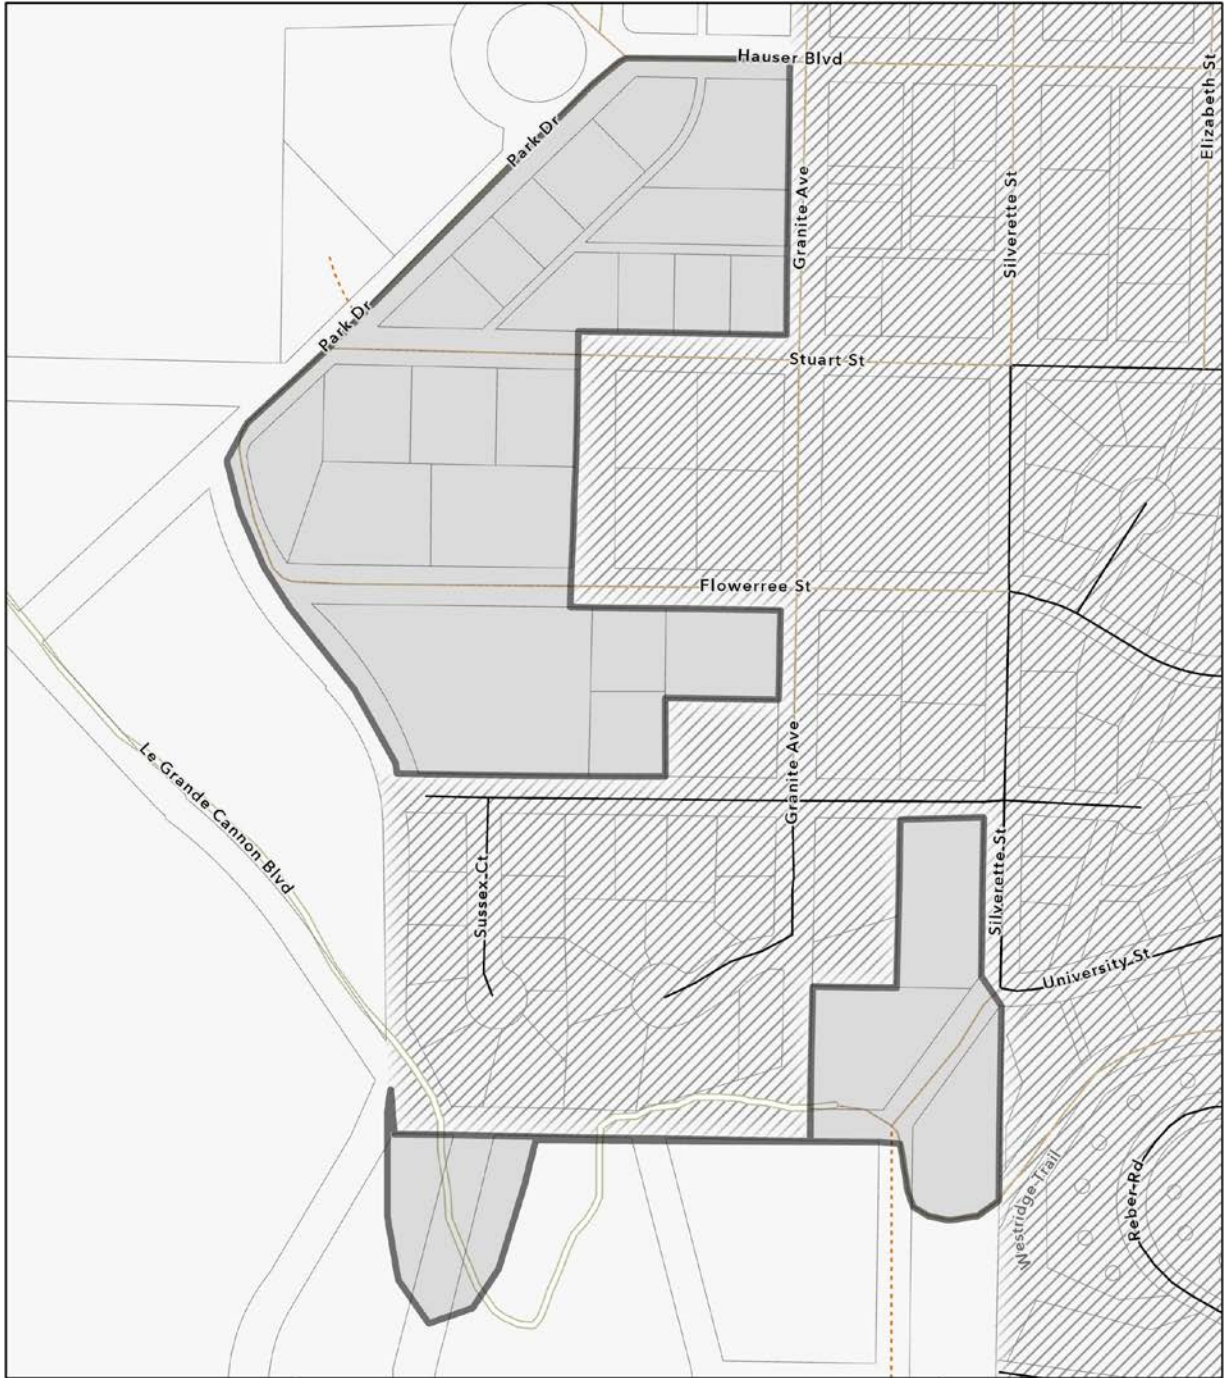 Hauser Blvd
Elizabeth St
Park Dr
Granite Ave
Silverette St
Park Dr
Stuart St
Flowerree St
Le Grande Cannon Blvd
Granite Ave
Sussex Ct
Silverette St
University St
Westridge Trail
Reber Rd